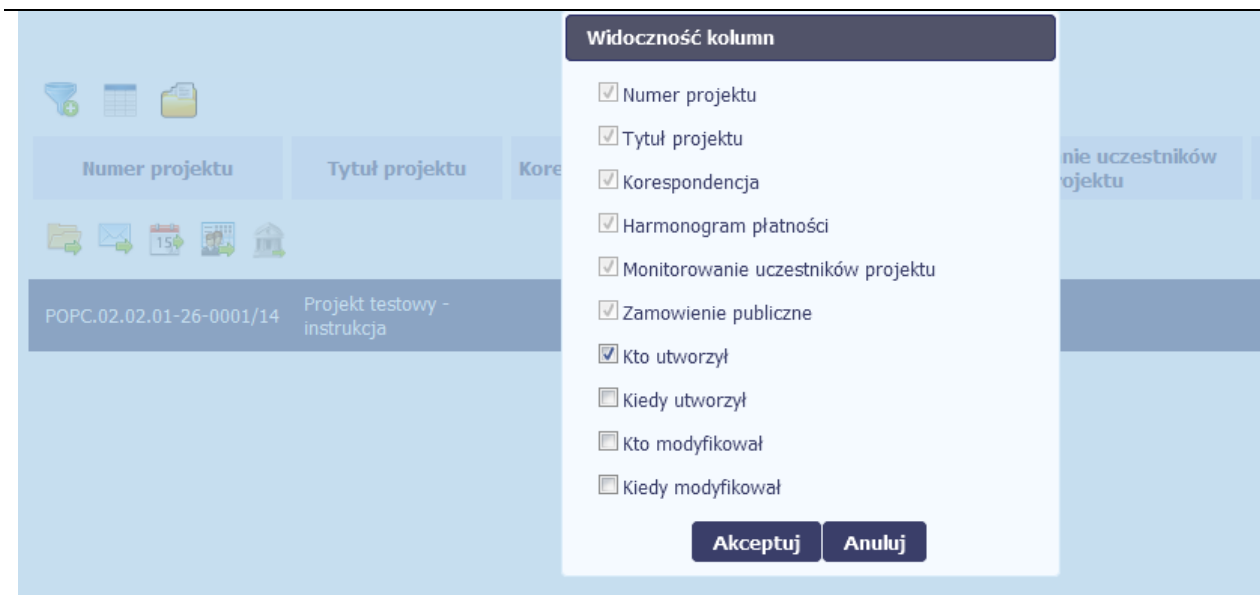 Widoczność kolumn
Numer projektu
Tytuł projektu
Korespondencja
Harmonogram płatności
Monitorowanie uczestników projektu
Zamowienie publiczne
Kto utworzył
Kiedy utworzył
Kto modyfikował
Kiedy modyfikował
Akceptuj Anuluj
Numer projektu Tytuł projektu Kore nie uczestników
ojektu
15
POPC.02.02.01-26-0001/14 Projekt testowy -
instrukcja